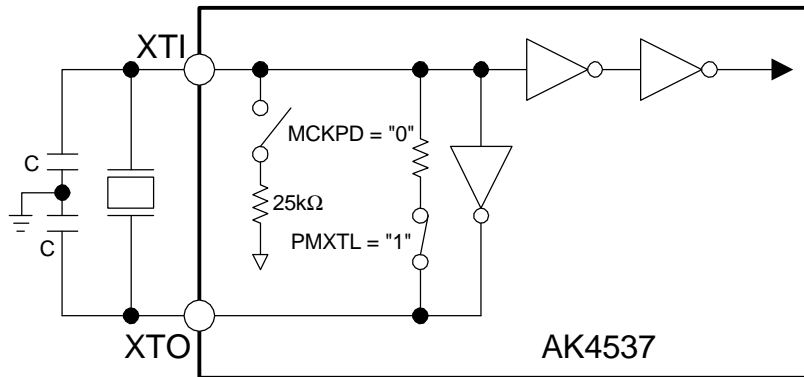 XTI
MCKPD = "0"
C
25kΩ
C
PMXTL = "1"
XTO
AK4537